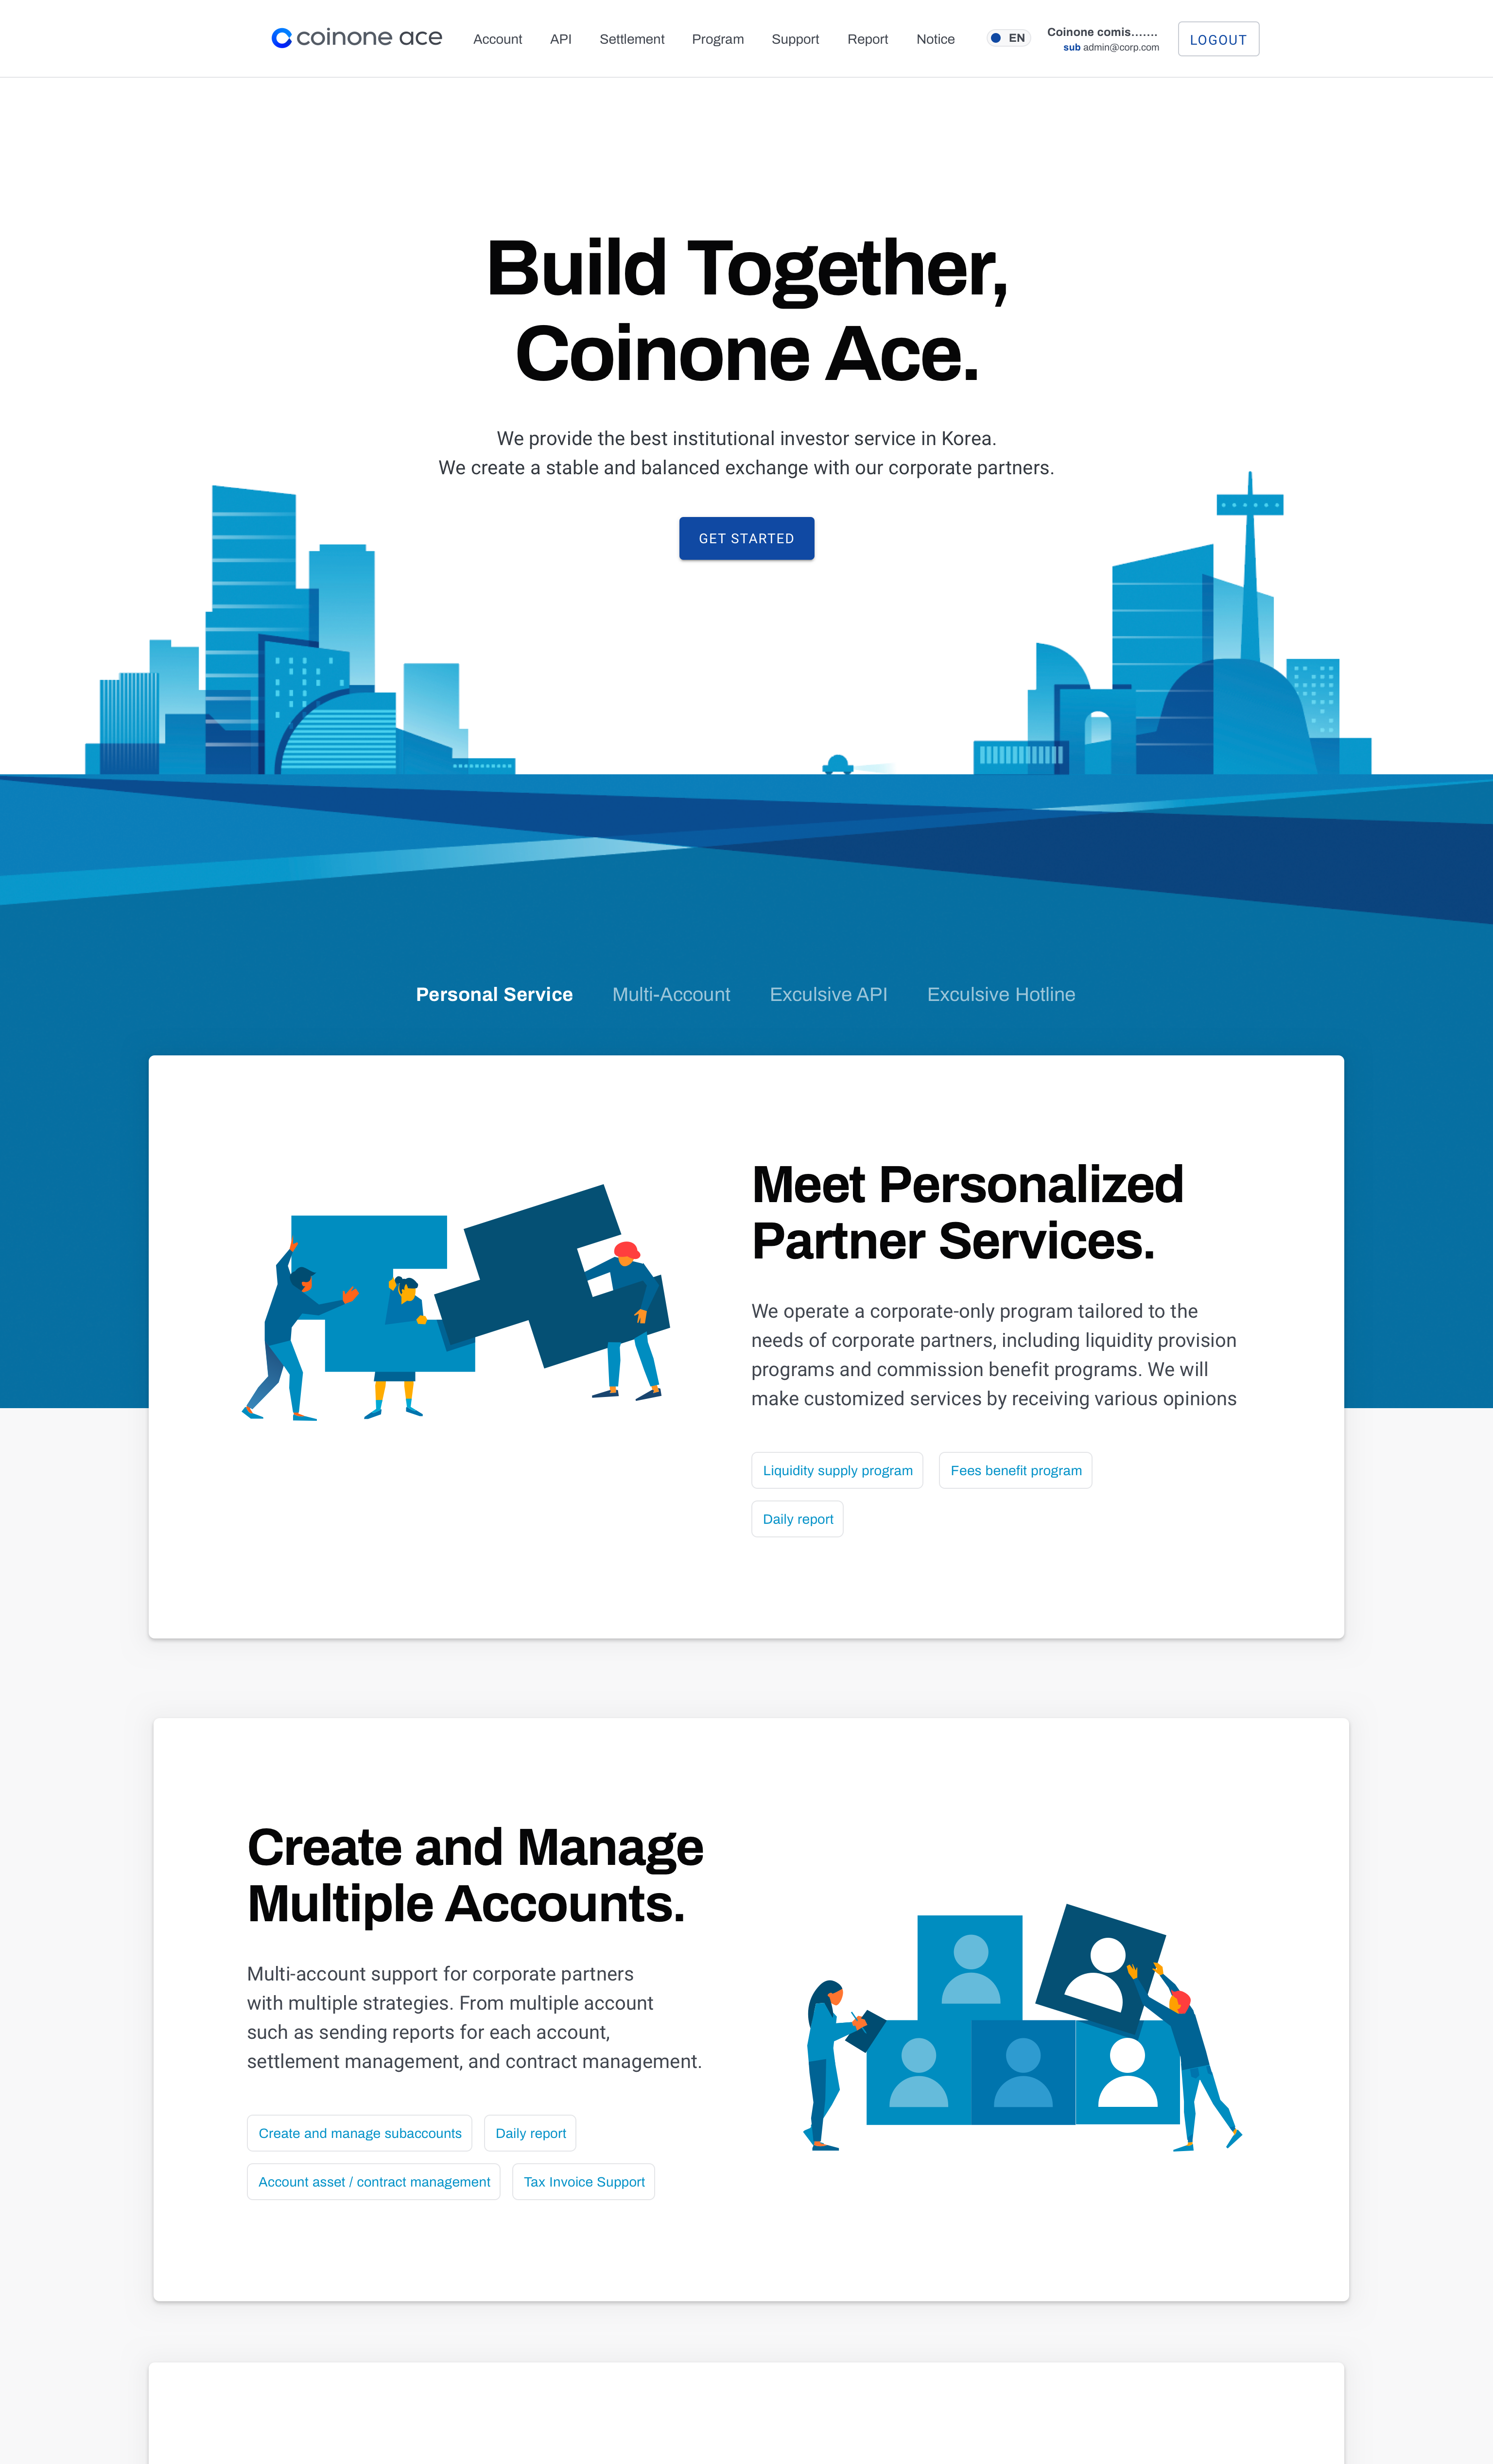 coinone ace
Account API Settlement Program Support Report Notice
EN
Coinone comis.......
sub admin@corp.com
LOGOUT
Build Together,
Coinone Ace.
We provide the best institutional investor service in Korea.
We create a stable and balanced exchange with our corporate partners.
GET STARTED
Personal Service Multi-Account Exculsive API Exculsive Hotline
Meet Personalized
Partner Services.
We operate a corporate-only program tailored to the
needs of corporate partners, including liquidity provision
programs and commission benefit programs. We will
make customized services by receiving various opinions
Liquidity supply program Fees benefit program
Daily report
Create and Manage
Multiple Accounts.
Multi-account support for corporate partners
with multiple strategies. From multiple account
such as sending reports for each account,
settlement management, and contract management.
Create and manage subaccounts Daily report
Account asset / contract management Tax Invoice Support